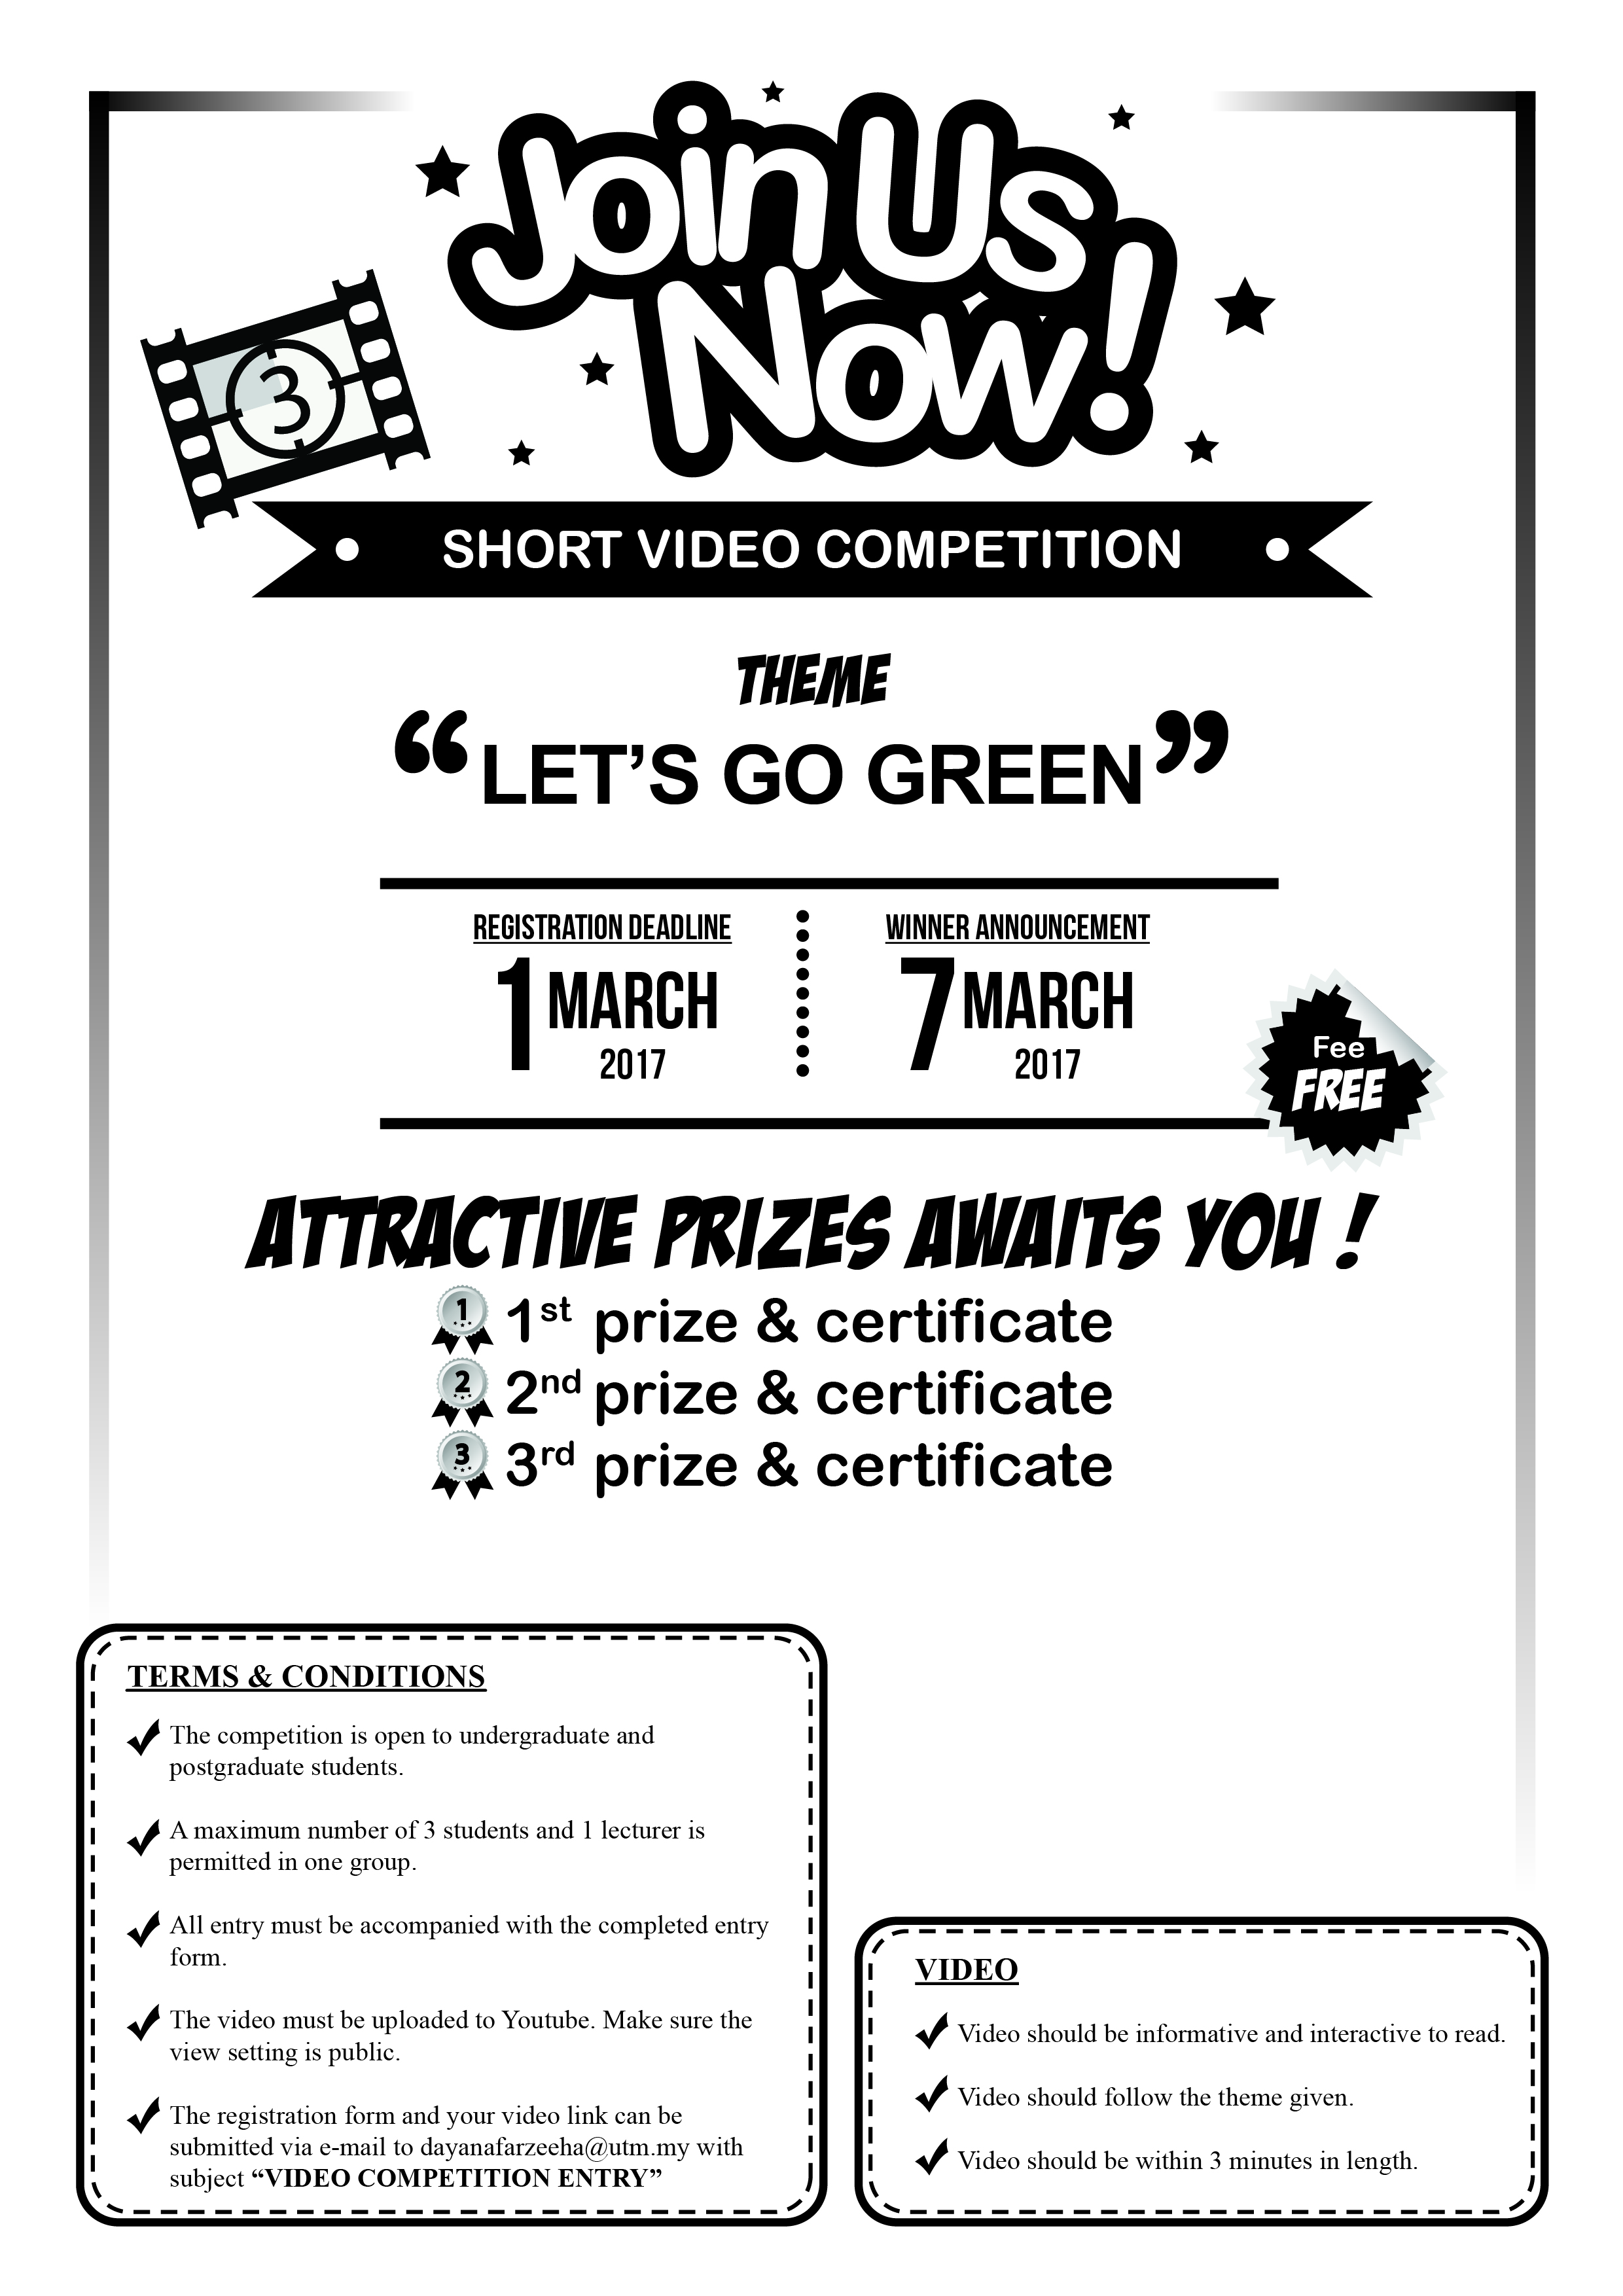 Join Us
Now!
3
SHORT VIDEO COMPETITION
THEME
“LET’S GO GREEN”
REGISTRATION DEADLINE
1 MARCH
2017
WINNER ANNOUNCEMENT
7 MARCH
2017
Fee
FREE
ATTRACTIVE PRIZES AWAITS YOU !
1 1st prize & certificate
2 2nd prize & certificate
3 3rd prize & certificate
TERMS & CONDITIONS
The competition is open to undergraduate and
postgraduate students.
A maximum number of 3 students and 1 lecturer is
permitted in one group.
All entry must be accompanied with the completed entry
form.
The video must be uploaded to Youtube. Make sure the
view setting is public.
The registration form and your video link can be
submitted via e-mail to dayanafarzeeha@utm.my with
subject “VIDEO COMPETITION ENTRY”
VIDEO
Video should be informative and interactive to read.
Video should follow the theme given.
Video should be within 3 minutes in length.